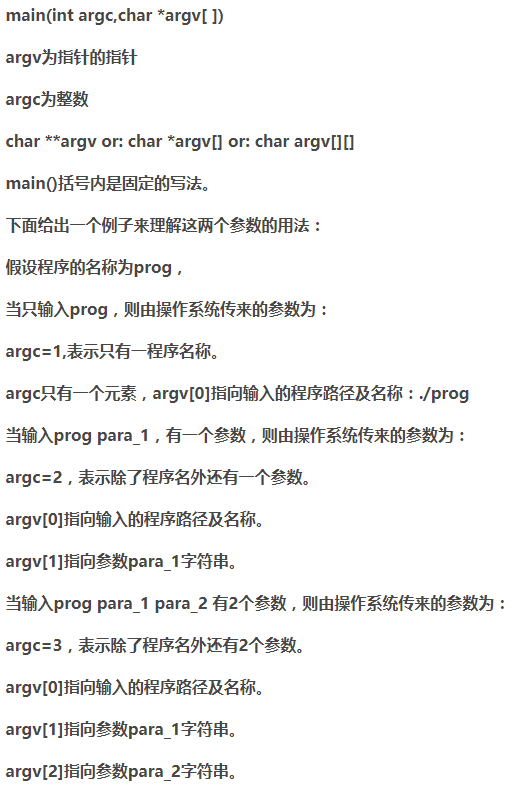 main(int argc,char *argv[ ])
argv为指针的指针
argc为整数
char **argv or: char *argv[] or: char argv[][]
main()括号内是固定的写法。
下面给出一个例子来理解这两个参数的用法：
假设程序的名称为prog，
当只输入prog，则由操作系统传来的参数为：
argc=1,表示只有一程序名称。
argc只有一个元素，argv[0]指向输入的程序路径及名称：./prog
当输入prog para_1，有一个参数，则由操作系统传来的参数为：
argc=2，表示除了程序名外还有一个参数。
argv[0]指向输入的程序路径及名称。
argv[1]指向参数para_1字符串。
当输入prog para_1 para_2 有2个参数，则由操作系统传来的参数为：
argc=3，表示除了程序名外还有2个参数。
argv[0]指向输入的程序路径及名称。
argv[1]指向参数para_1字符串。
argv[2]指向参数para_2字符串。